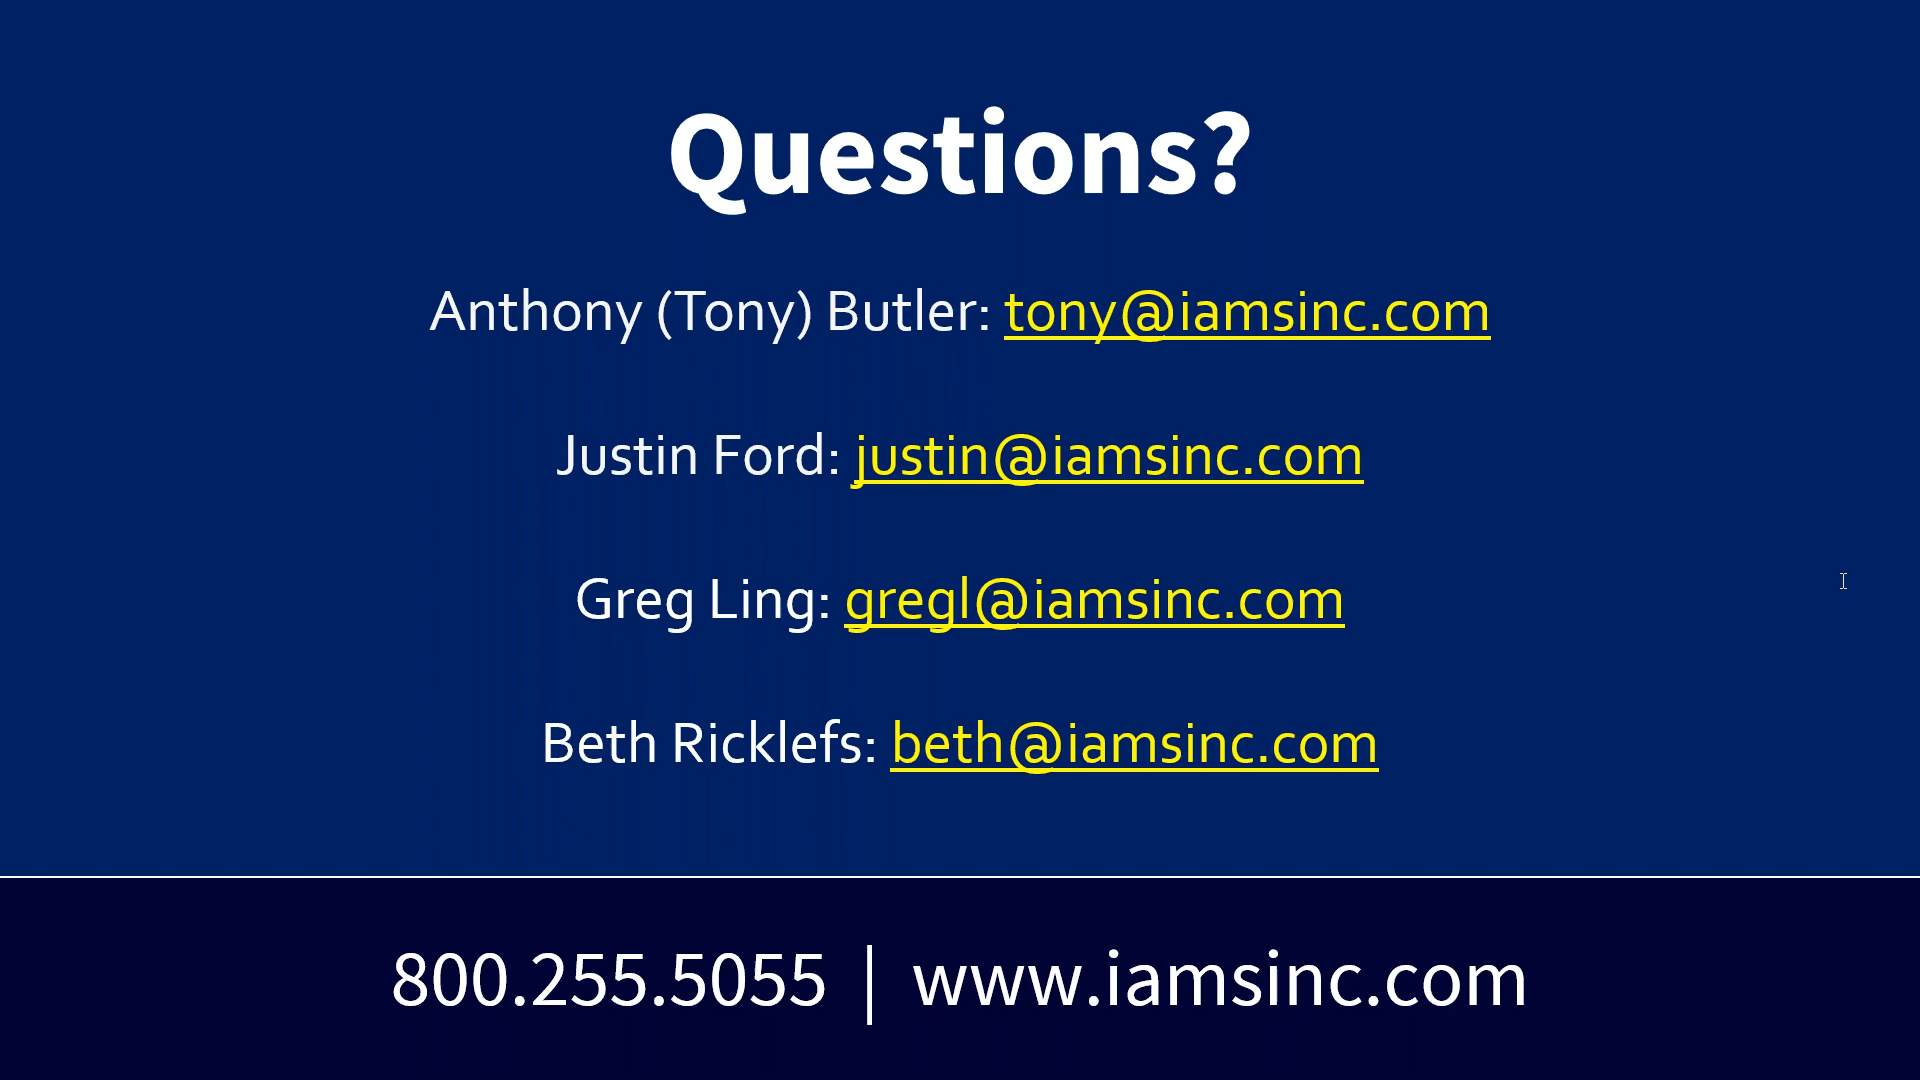 Questions?
Anthony (Tony) Butler: tony@iamsinc.com
Justin Ford: justin@iamsinc.com
Greg Ling: gregl@iamsinc.com
Beth Ricklefs: beth@iamsinc.com
800.255.5055 | www.iamsinc.com